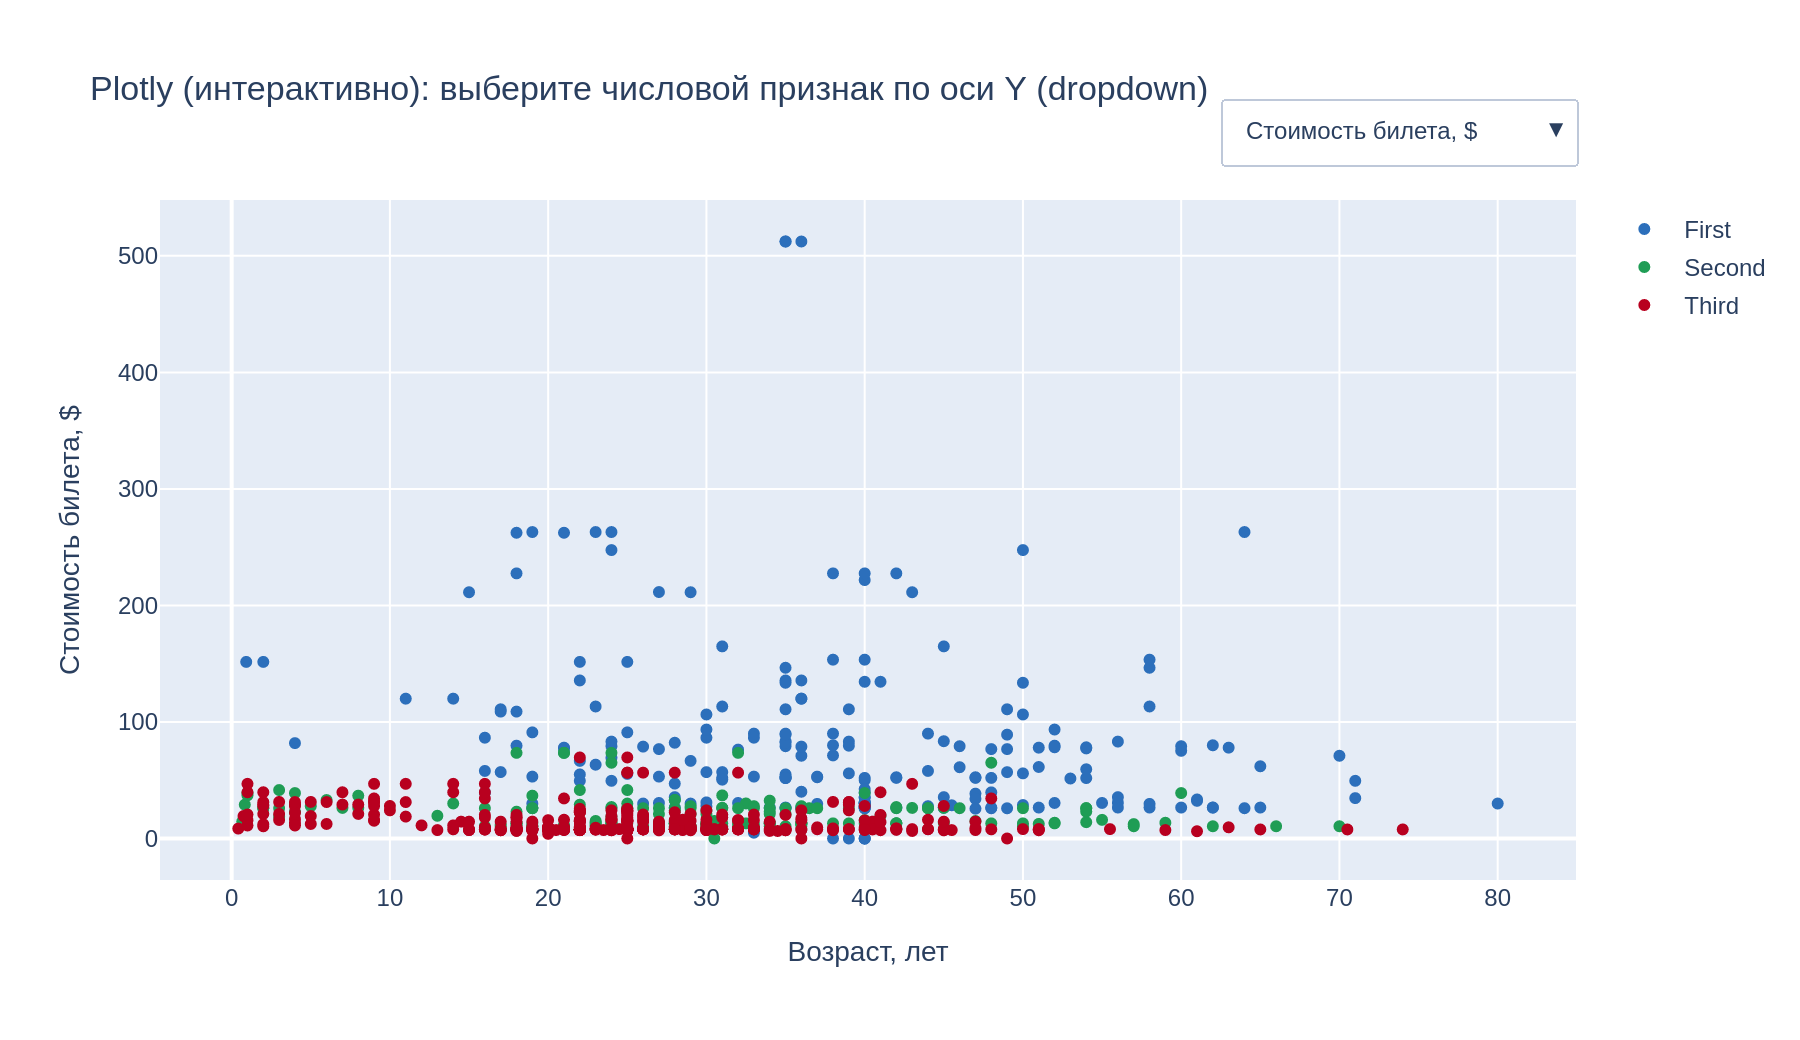 Plotly (интерактивно): выберите числовой признак по оси Y (dropdown)
Стоимость билета, $ ▼
First
Second
Third
500
400
300
200
100
0
Стоимость билета, $
0 10 20 30 40 50 60 70 80
Возраст, лет